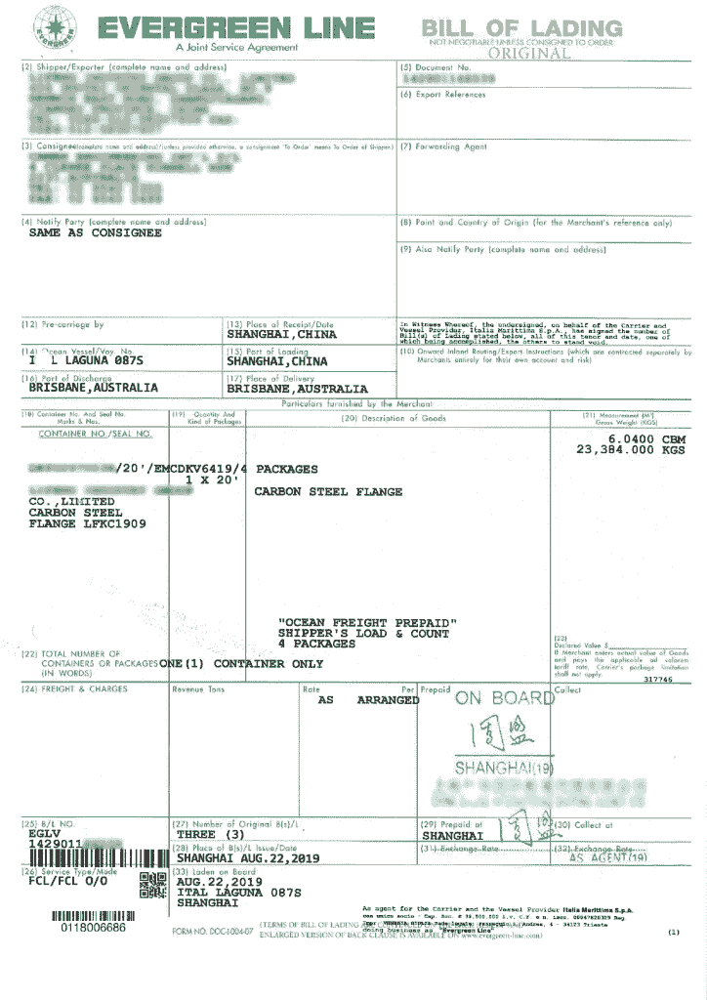 EVERGREEN LINE
A Joint Service Agreement
BILL OF LADING
NOT NEGOTIABLE UNLESS CONSIGNED TO ORDER
ORIGINAL
(2) Shipper/Exporter (complete name and address)
(5) Document No.
(6) Export References
(3) Consignee(complete name and address)/(unless provided otherwise, a consignment 'To Order' means To Order of Shipper)
(7) Forwarding Agent
(4) Notify Party (complete name and address)
SAME AS CONSIGNEE
(8) Point and Country of Origin (for the Merchant's reference only)
(9) Also Notify Party (complete name and address)
(12) Pre-carriage by
(13) Place of Receipt/Date
SHANGHAI,CHINA
In Witness Whereof, the undersigned, on behalf of the Carrier and
Vessel Provider, Italia Marittima S.p.A., has signed the number of
Bill(s) of Lading stated below, all of this tenor and date, one of
which being accomplished, the others to stand void.
(14) Ocean Vessel/Voy. No.
I L LAGUNA 087S
(15) Port of Loading
SHANGHAI,CHINA
(10) Onward Inland Routing/Export Instructions (which are contracted separately by
Merchants entirely for their own account and risk)
(16) Port of Discharge
BRISBANE,AUSTRALIA
(17) Place of Delivery
BRISBANE,AUSTRALIA
Particulars furnished by the Merchant
(18) Container No. And Seal No.
Marks & Nos.
(19) Quantity And
Kind of Packages
(20) Description of Goods
(21) Measurement (M³)
Gross Weight (KGS)
CONTAINER NO./SEAL NO.
6.0400 CBM
23,384.000 KGS
/20'/EMCDKV6419/4 PACKAGES
1 X 20'
CARBON STEEL FLANGE
CO.,LIMITED
CARBON STEEL
FLANGE LFKC1909
"OCEAN FREIGHT PREPAID"
SHIPPER'S LOAD & COUNT
4 PACKAGES
(22) TOTAL NUMBER OF
CONTAINERS OR PACKAGES
(IN WORDS)
ONE(1) CONTAINER ONLY
(23)
Declared Value $
If Merchant enters actual value of Goods
and pays the applicable ad valorem
tariff rate, Carrier's package limitation
shall not apply.
317746
(24) FREIGHT & CHARGES
Revenue Tons
Rate
Per
Prepaid
Collect
AS ARRANGED
ON BOARD
SHANGHAI(19)
(25) B/L NO.
EGLV
1429011
(27) Number of Original B(s)/L
THREE (3)
(29) Prepaid at
SHANGHAI
(30) Collect at
(28) Place of B(s)/L Issue/Date
SHANGHAI AUG.22,2019
(31) Exchange Rate
(32) Exchange Rate
AS AGENT(19)
(26) Service Type/Mode
FCL/FCL O/O
(33) Laden on Board
AUG.22,2019
ITAL LAGUNA 087S
SHANGHAI
0118006686
As agent for the Carrier and the Vessel Provider Italia Marittima S.p.A.
doing business as "Evergreen Line"
FORM NO. DOC-I-004-07
(TERMS OF BILL OF LADING
ENLARGED VERSION OF BACK CLAUSE IS AVAILABLE ON www.evergreen-line.com)
(1)